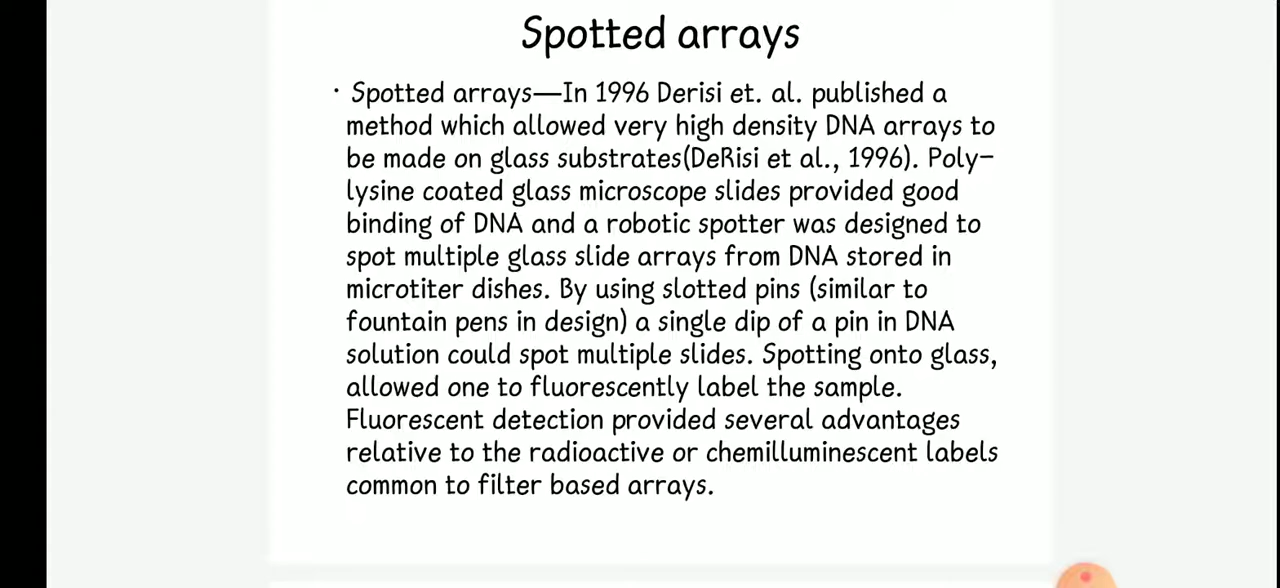 Spotted arrays
· Spotted arrays—In 1996 Derisi et. al. published a
method which allowed very high density DNA arrays to
be made on glass substrates(DeRisi et al., 1996). Poly-
lysine coated glass microscope slides provided good
binding of DNA and a robotic spotter was designed to
spot multiple glass slide arrays from DNA stored in
microtiter dishes. By using slotted pins (similar to
fountain pens in design) a single dip of a pin in DNA
solution could spot multiple slides. Spotting onto glass,
allowed one to fluorescently label the sample.
Fluorescent detection provided several advantages
relative to the radioactive or chemilluminescent labels
common to filter based arrays.